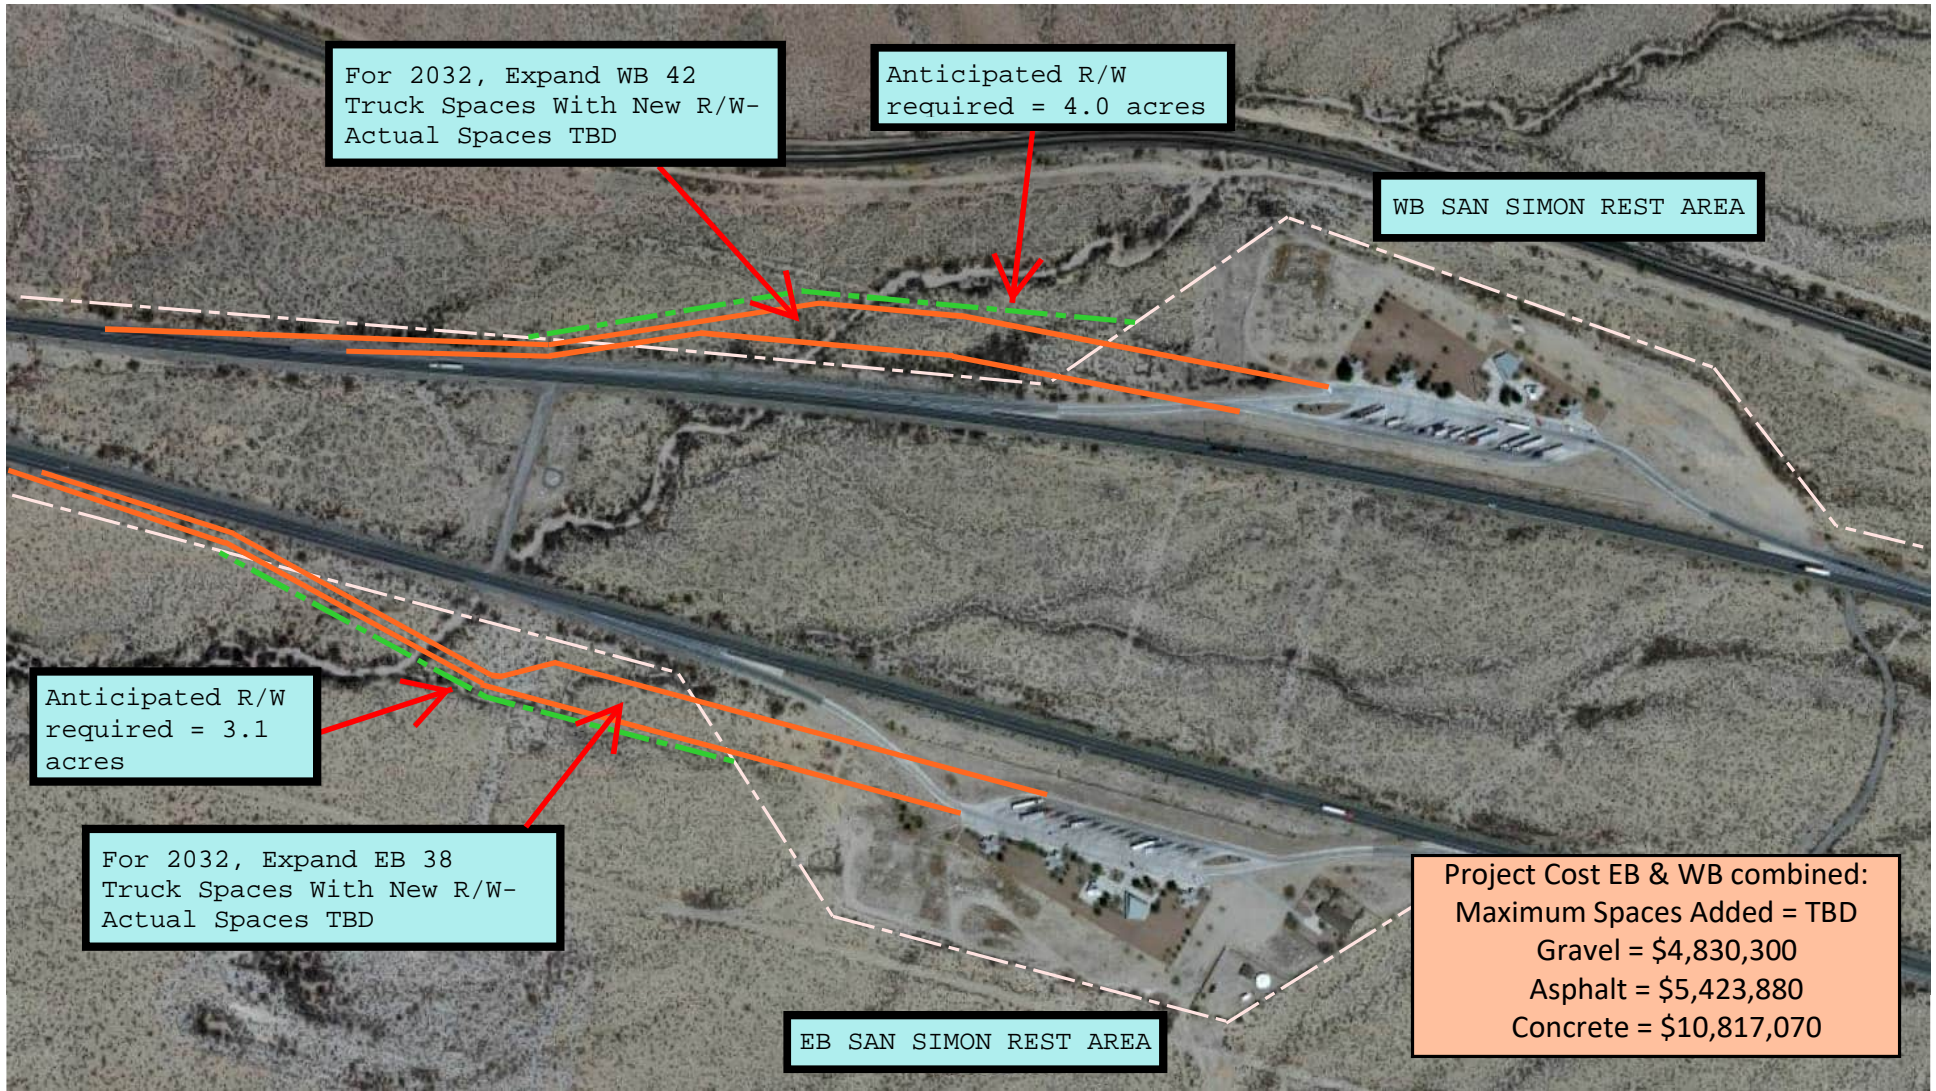 For 2032, Expand WB 42
Truck Spaces With New R/W-
Actual Spaces TBD
Anticipated R/W
required = 4.0 acres
WB SAN SIMON REST AREA
Anticipated R/W
required = 3.1
acres
For 2032, Expand EB 38
Truck Spaces With New R/W-
Actual Spaces TBD
EB SAN SIMON REST AREA
Project Cost EB & WB combined:
Maximum Spaces Added = TBD
Gravel = $4,830,300
Asphalt = $5,423,880
Concrete = $10,817,070